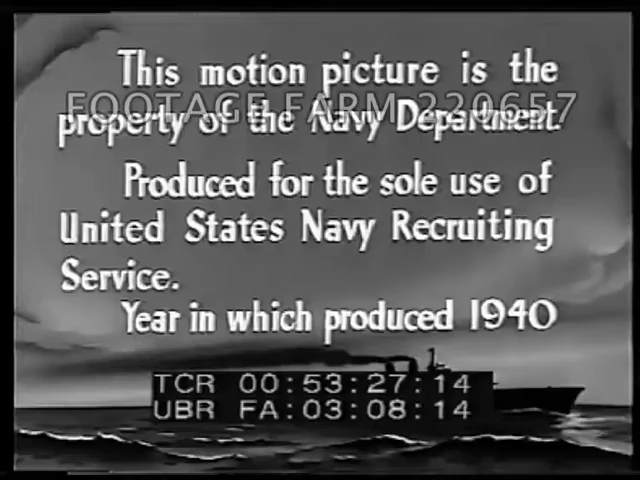 This motion picture is the
FOOTAGE FARM 220657
property of the Navy Department.
Produced for the sole use of
United States Navy Recruiting
Service.
Year in which produced 1940
TCR 00:53:27:14
UBR FA:03:08:14